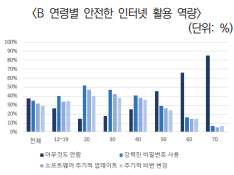 <B 연령별 안전한 인터넷 활용 역량>
(단위: %)
100%
90%
80%
70%
60%
50%
40%
30%
20%
10%
0%
전체 12~19 20 30 40 50 60 70
■아무것도 안함 ■강력한 비밀번호 사용
■소프트웨어 주기적 업데이트 ■주기적 비번 변경